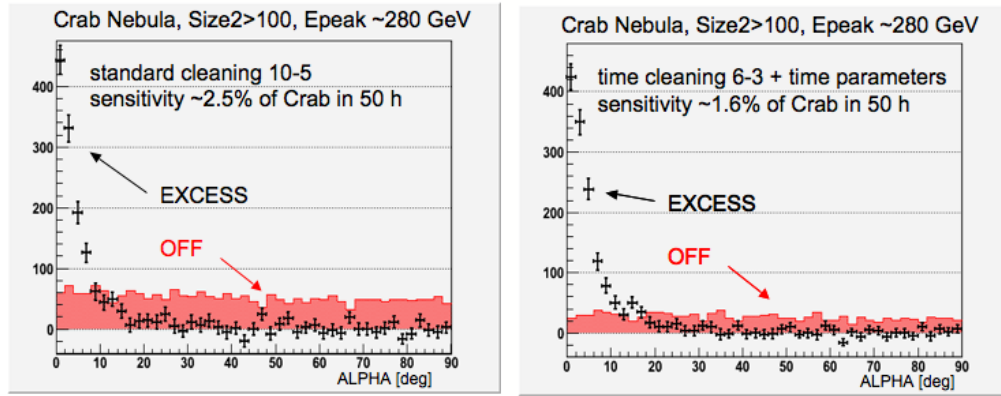 Crab Nebula, Size2>100, Epeak ~280 GeV
standard cleaning 10-5
sensitivity ~2.5% of Crab in 50 h
EXCESS
OFF
400
300
200
100
0
0 10 20 30 40 50 60 70 80 90
ALPHA [deg]
Crab Nebula, Size2>100, Epeak ~280 GeV
time cleaning 6-3 + time parameters
sensitivity ~1.6% of Crab in 50 h
EXCESS
OFF
400
300
200
100
0
0 10 20 30 40 50 60 70 80 90
ALPHA [deg]